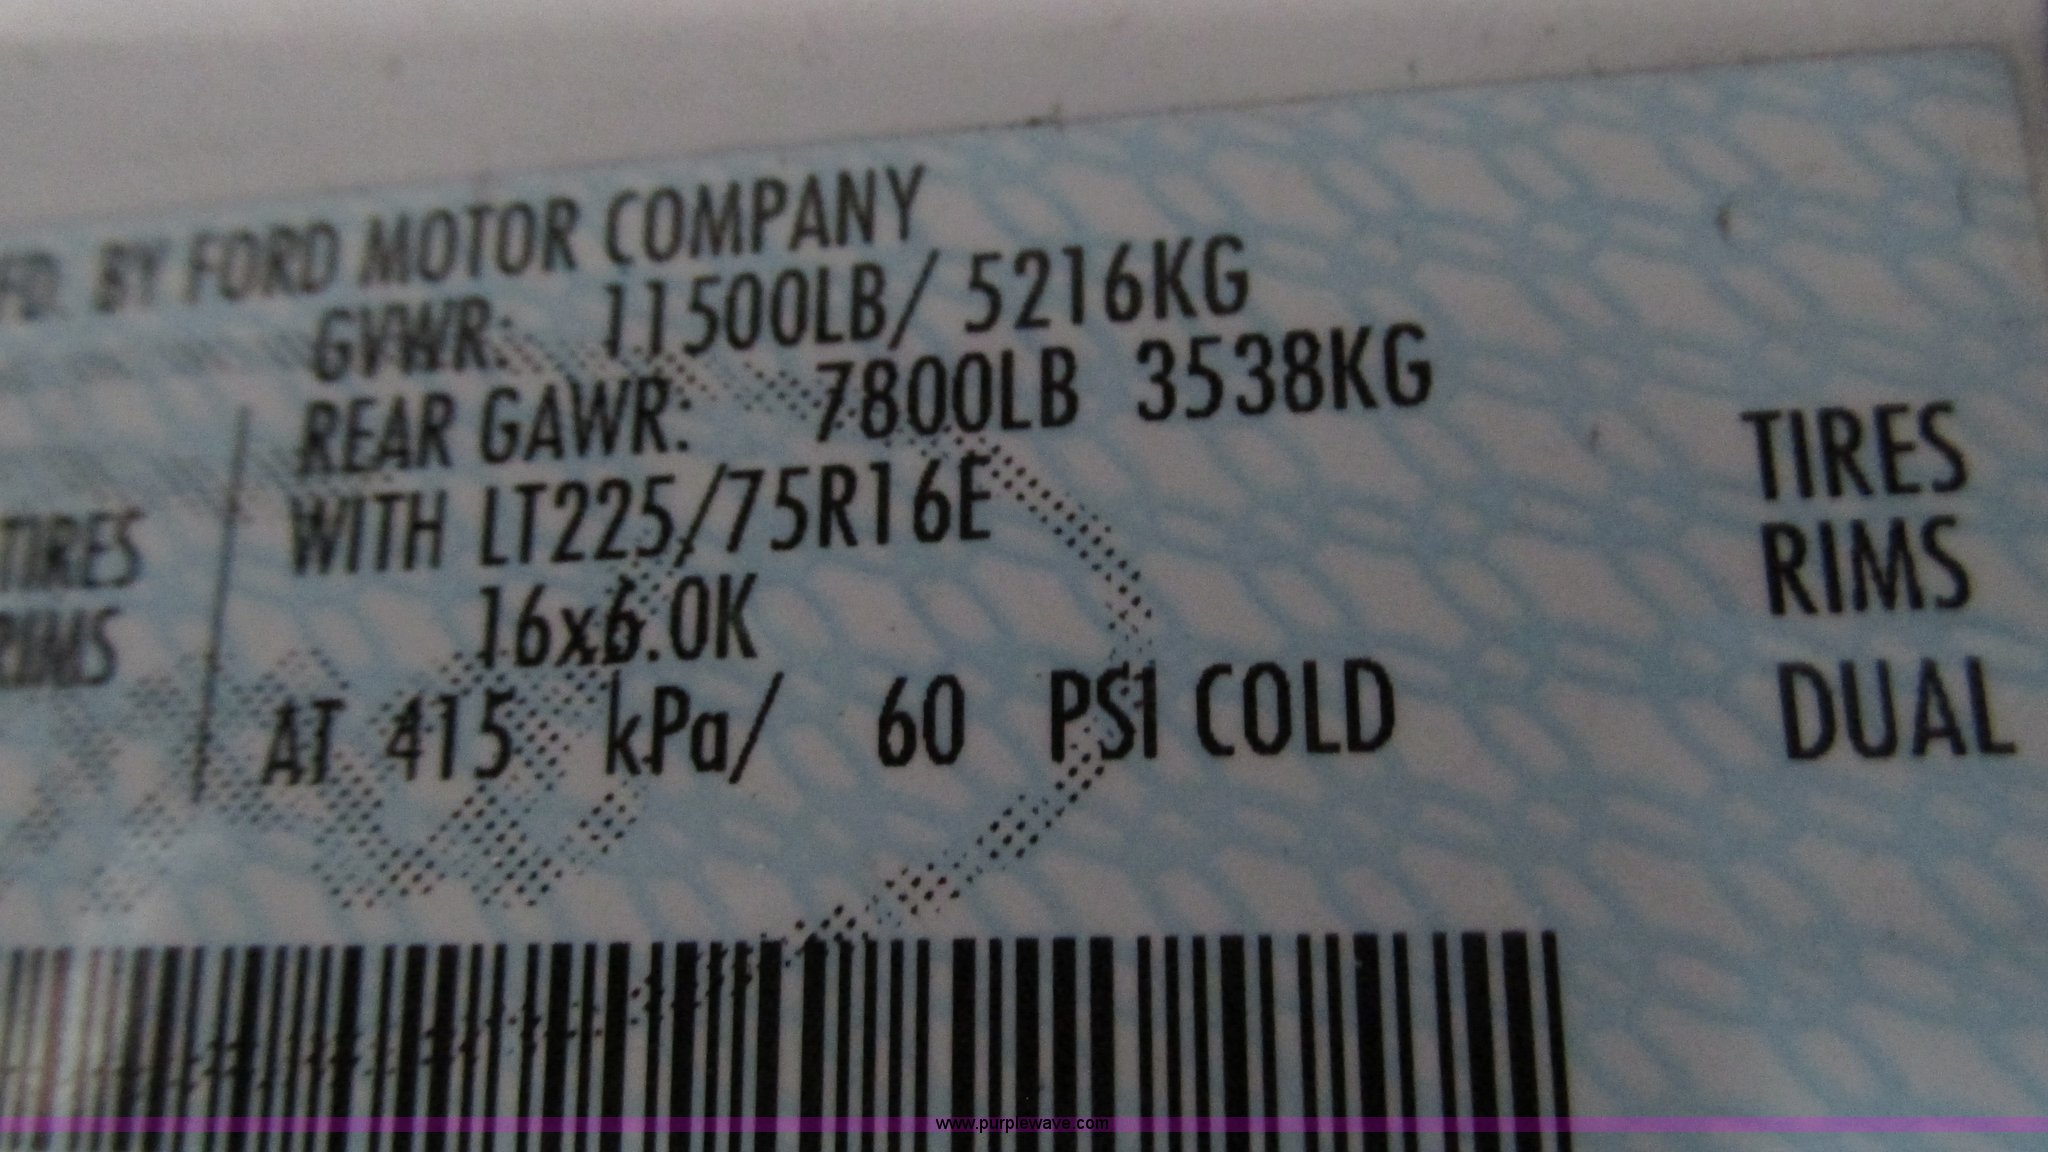 MFD. BY FORD MOTOR COMPANY
GVWR: 11500LB/ 5216KG
REAR GAWR: 7800LB 3538KG
TIRES WITH LT225/75R16E TIRES
RIMS 16x6.0K RIMS
AT 415 kPa/ 60 PSI COLD DUAL
www.purplewave.com